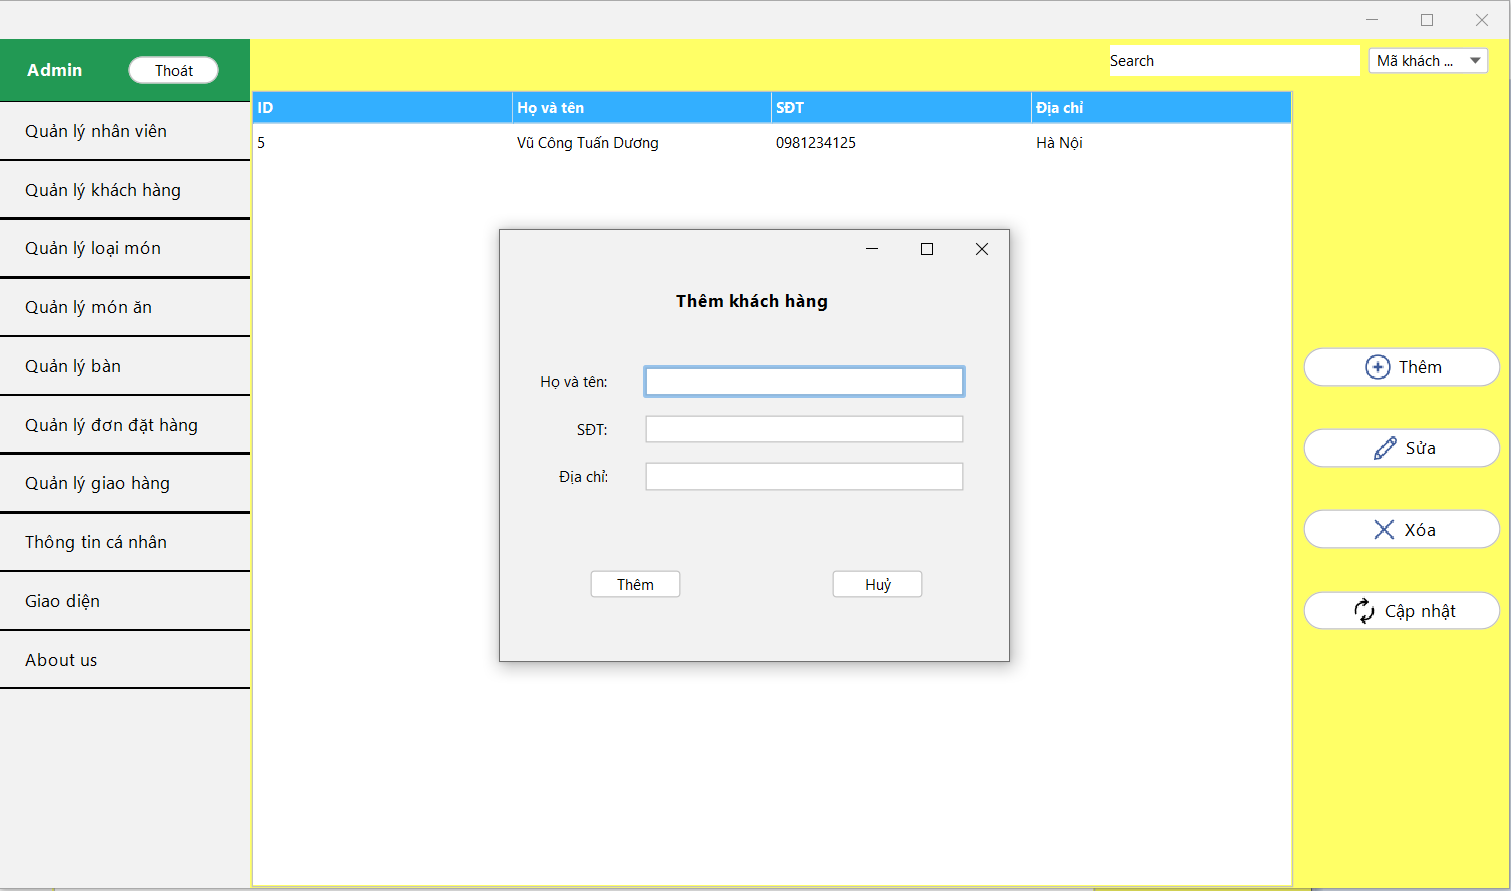 Admin
Thoát
Search
Mã khách ...
Quản lý nhân viên
Quản lý khách hàng
Quản lý loại món
Quản lý món ăn
Quản lý bàn
Quản lý đơn đặt hàng
Quản lý giao hàng
Thông tin cá nhân
Giao diện
About us
ID Họ và tên SĐT Địa chỉ
5 Vũ Công Tuấn Dương 0981234125 Hà Nội
Thêm khách hàng
Họ và tên:
SĐT:
Địa chỉ:
Thêm Huỷ
Thêm
Sửa
Xóa
Cập nhật